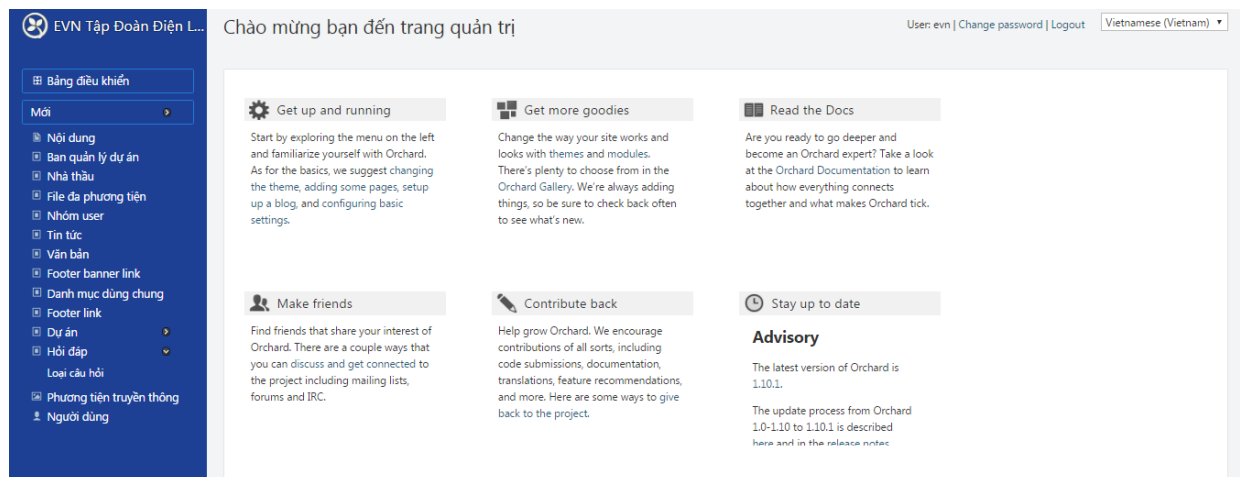 EVN Tập Đoàn Điện L...
Chào mừng bạn đến trang quản trị
User: evn | Change password | Logout
Vietnamese (Vietnam)
Bảng điều khiển
Mới
Nội dung
Ban quản lý dự án
Nhà thầu
File đa phương tiện
Nhóm user
Tin tức
Văn bản
Footer banner link
Danh mục dùng chung
Footer link
Dự án
Hỏi đáp
Loại câu hỏi
Phương tiện truyền thông
Người dùng
Get up and running
Start by exploring the menu on the left
and familiarize yourself with Orchard.
As for the basics, we suggest changing
the theme, adding some pages, setup
up a blog, and configuring basic
settings.
Get more goodies
Change the way your site works and
looks with themes and modules.
There's plenty to choose from in the
Orchard Gallery. We're always adding
things, so be sure to check back often
to see what's new.
Read the Docs
Are you ready to go deeper and
become an Orchard expert? Take a look
at the Orchard Documentation to learn
about how everything connects
together and what makes Orchard tick.
Make friends
Find friends that share your interest of
Orchard. There are a couple ways that
you can discuss and get connected to
the project including mailing lists,
forums and IRC.
Contribute back
Help grow Orchard. We encourage
contributions of all sorts, including
code submissions, documentation,
translations, feature recommendations,
and more. Here are some ways to give
back to the project.
Stay up to date
Advisory
The latest version of Orchard is
1.10.1.
The update process from Orchard
1.0-1.10 to 1.10.1 is described
here and in the release notes